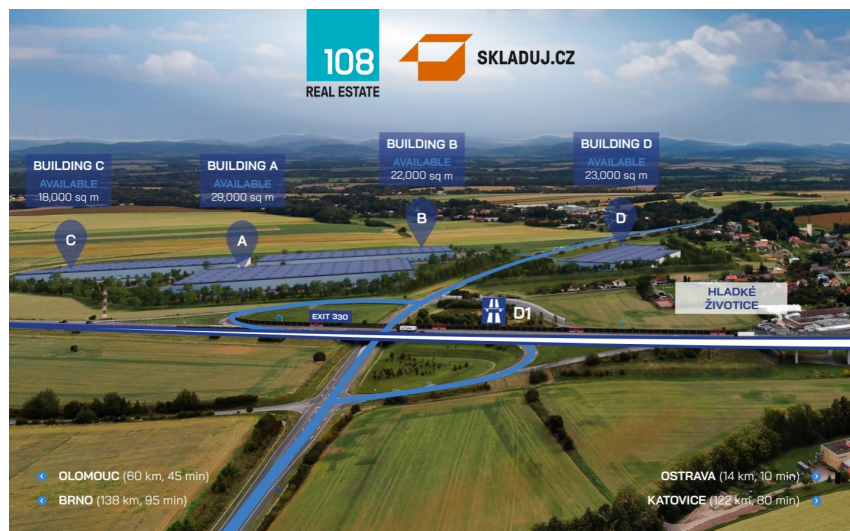 108
REAL ESTATE
SKLADUJ.CZ
BUILDING C
AVAILABLE
18,000 sq m
BUILDING A
AVAILABLE
29,000 sq m
BUILDING B
AVAILABLE
22,000 sq m
BUILDING D
AVAILABLE
23,000 sq m
C
A
B
D
EXIT 330
D1
HLADKÉ
ŽIVOTICE
OLOMOUC (60 km, 45 min)
BRNO (138 km, 95 min)
OSTRAVA (14 km, 10 min)
KATOVICE (122 km, 80 min)